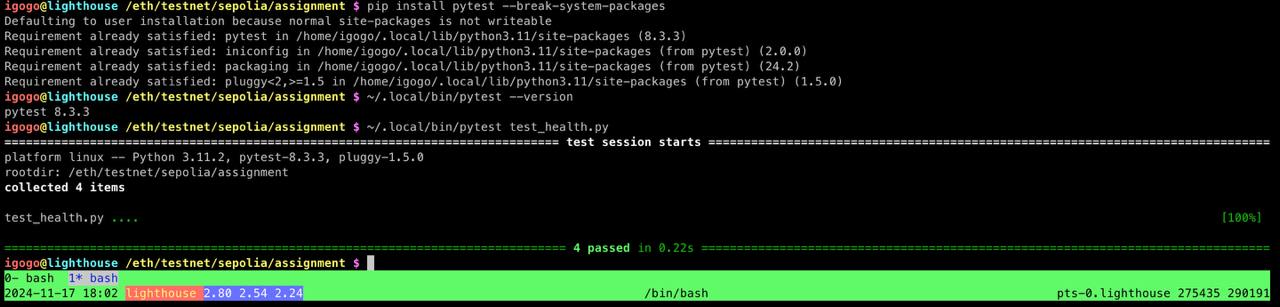 igogo@lighthouse /eth/testnet/sepolia/assignment $ pip install pytest --break-system-packages
Defaulting to user installation because normal site-packages is not writeable
Requirement already satisfied: pytest in /home/igogo/.local/lib/python3.11/site-packages (8.3.3)
Requirement already satisfied: iniconfig in /home/igogo/.local/lib/python3.11/site-packages (from pytest) (2.0.0)
Requirement already satisfied: packaging in /home/igogo/.local/lib/python3.11/site-packages (from pytest) (24.2)
Requirement already satisfied: pluggy<2,>=1.5 in /home/igogo/.local/lib/python3.11/site-packages (from pytest) (1.5.0)
igogo@lighthouse /eth/testnet/sepolia/assignment $ ~/.local/bin/pytest --version
pytest 8.3.3
igogo@lighthouse /eth/testnet/sepolia/assignment $ ~/.local/bin/pytest test_health.py
=============================================================================== test session starts ===============================================================================
platform linux -- Python 3.11.2, pytest-8.3.3, pluggy-1.5.0
rootdir: /eth/testnet/sepolia/assignment
collected 4 items
test_health.py .... [100%]
================================================================================ 4 passed in 0.22s ================================================================================
igogo@lighthouse /eth/testnet/sepolia/assignment $
0- bash 1* bash
2024-11-17 18:02 lighthouse 2.80 2.54 2.24 /bin/bash pts-0.lighthouse 275435 290191